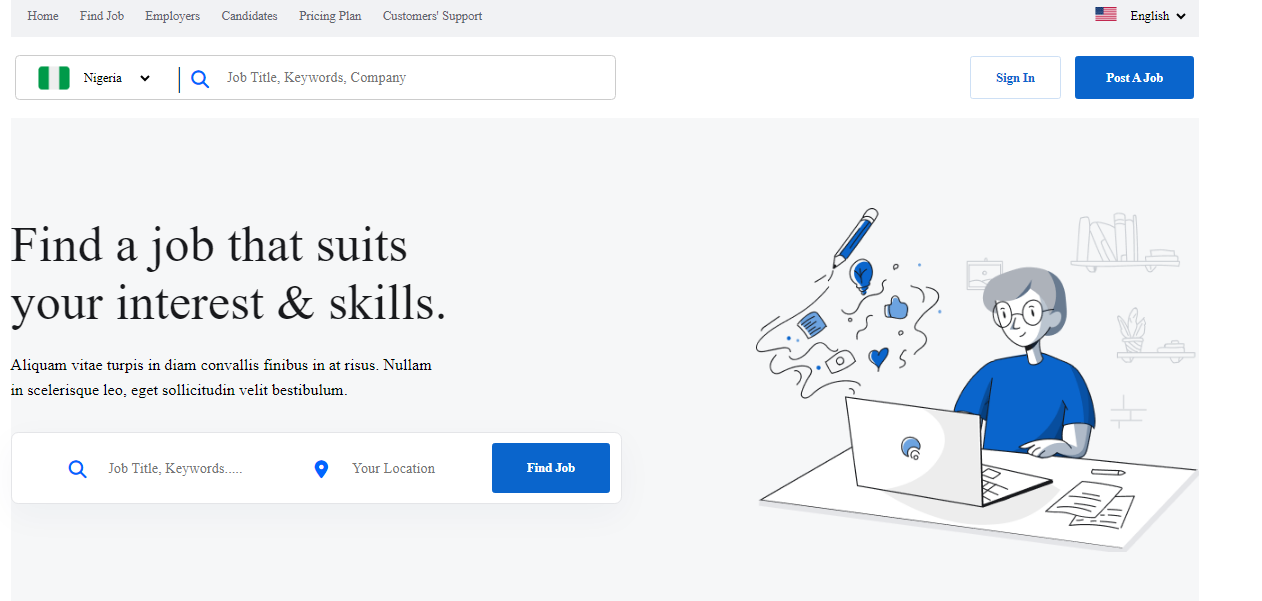 Home Find Job Employers Candidates Pricing Plan Customers' Support English
Nigeria Job Title, Keywords, Company Sign In Post A Job
Find a job that suits
your interest & skills.
Aliquam vitae turpis in diam convallis finibus in at risus. Nullam
in scelerisque leo, eget sollicitudin velit bestibulum.
Job Title, Keywords..... Your Location Find Job